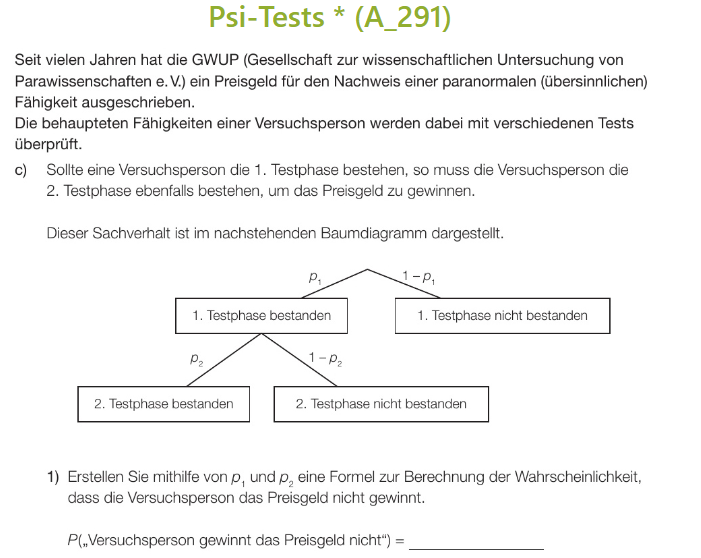 Psi-Tests * (A_291)
Seit vielen Jahren hat die GWUP (Gesellschaft zur wissenschaftlichen Untersuchung von
Parawissenschaften e. V.) ein Preisgeld für den Nachweis einer paranormalen (übersinnlichen)
Fähigkeit ausgeschrieben.
Die behaupteten Fähigkeiten einer Versuchsperson werden dabei mit verschiedenen Tests
überprüft.
c) Sollte eine Versuchsperson die 1. Testphase bestehen, so muss die Versuchsperson die
2. Testphase ebenfalls bestehen, um das Preisgeld zu gewinnen.
Dieser Sachverhalt ist im nachstehenden Baumdiagramm dargestellt.
p₁ 1 – p₁
1. Testphase bestanden 1. Testphase nicht bestanden
p₂ 1 – p₂
2. Testphase bestanden 2. Testphase nicht bestanden
1) Erstellen Sie mithilfe von p₁ und p₂ eine Formel zur Berechnung der Wahrscheinlichkeit,
dass die Versuchsperson das Preisgeld nicht gewinnt.
P(„Versuchsperson gewinnt das Preisgeld nicht“) = ____________________